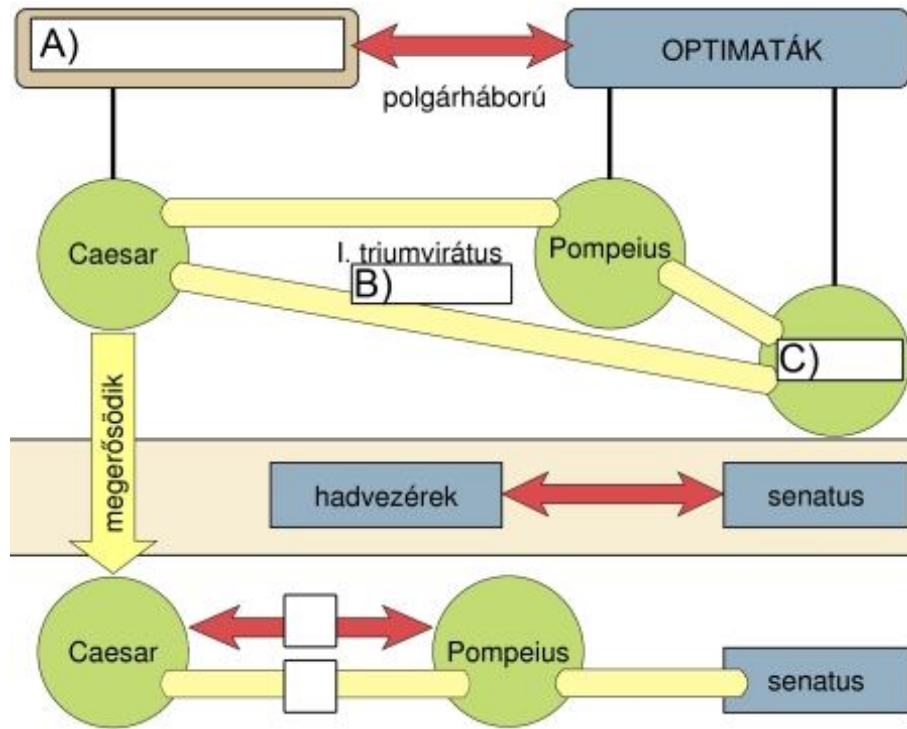 A)
OPTIMATÁK
polgárháború
Caesar
Pompeius
I. triumvirátus
B)
C)
megerősödik
hadvezérek
senatus
Caesar
Pompeius
senatus